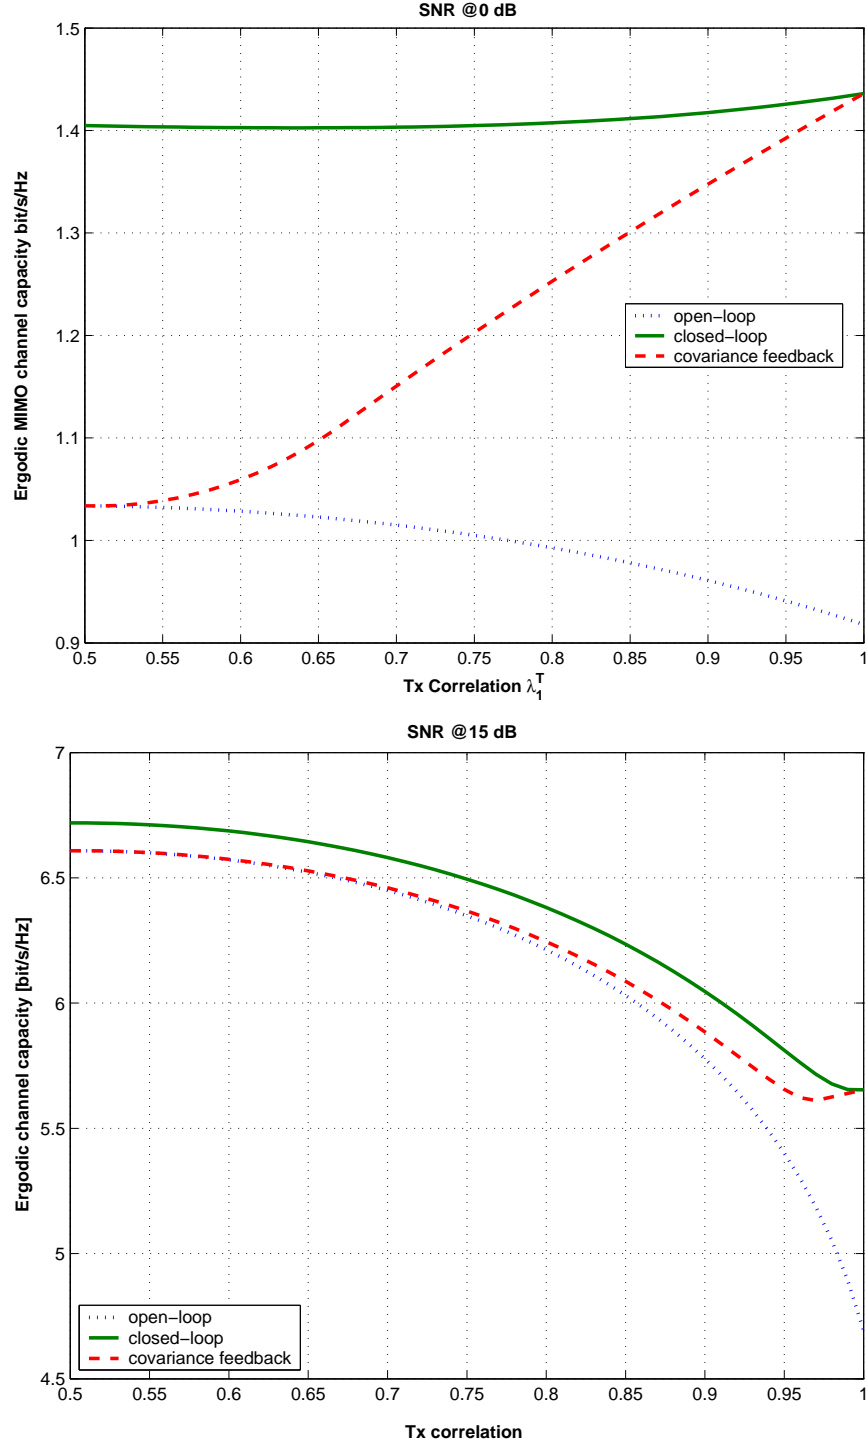 SNR @0 dB
Ergodic MIMO channel capacity bit/s/Hz
1.5
1.4
1.3
1.2
1.1
1
0.9
open−loop
closed−loop
covariance feedback
0.5 0.55 0.6 0.65 0.7 0.75 0.8 0.85 0.9 0.95 1
Tx Correlation λ₁ᵀ
SNR @15 dB
Ergodic channel capacity [bit/s/Hz]
7
6.5
6
5.5
5
4.5
open−loop
closed−loop
covariance feedback
0.5 0.55 0.6 0.65 0.7 0.75 0.8 0.85 0.9 0.95 1
Tx correlation